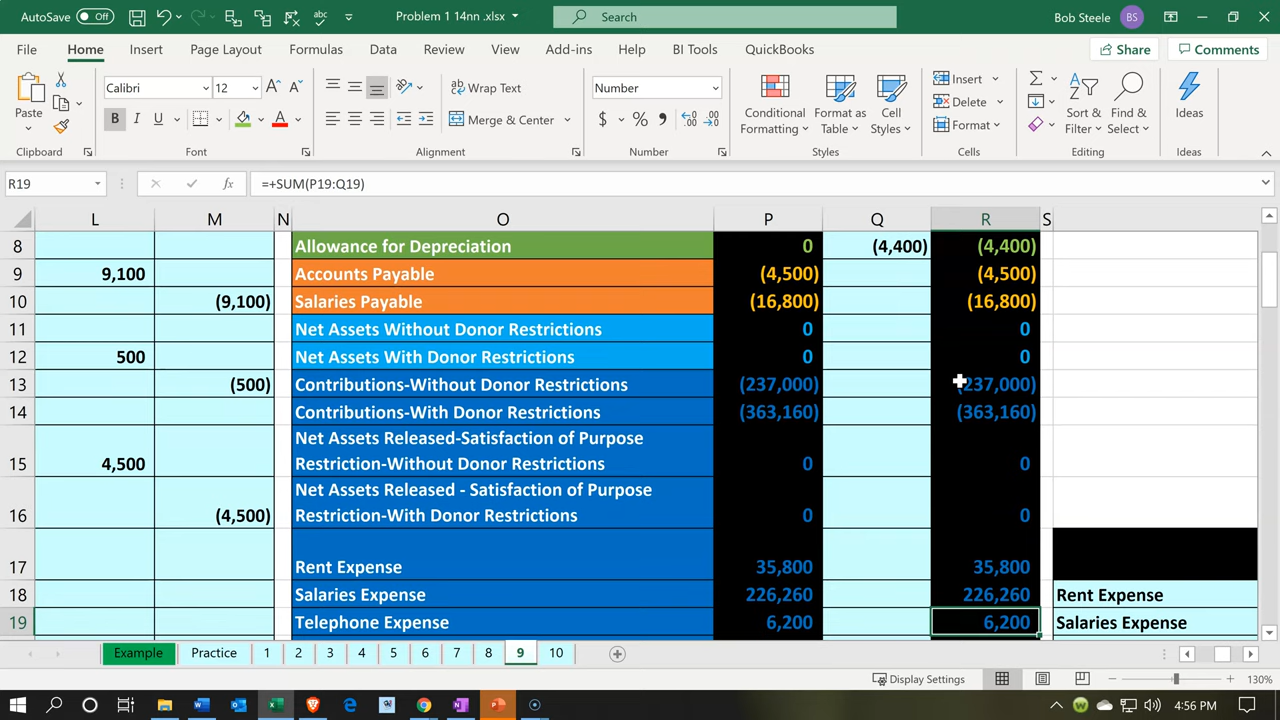 AutoSave Off Problem 1 14nn .xlsx Search Bob Steele BS
File Home Insert Page Layout Formulas Data Review View Add-ins Help BI Tools QuickBooks Share Comments
Paste
Clipboard
Calibri 12
B I U
Font
Wrap Text
Merge & Center
Alignment
Number
$ % ,
Number
Conditional Formatting
Format as Table
Cell Styles
Styles
Insert
Delete
Format
Cells
Sort & Filter
Find & Select
Editing
Ideas
Ideas
R19 fx =+SUM(P19:Q19)
L M N O P Q R S
8 Allowance for Depreciation 0 (4,400) (4,400)
9 9,100 Accounts Payable (4,500) (4,500)
10 (9,100) Salaries Payable (16,800) (16,800)
11 Net Assets Without Donor Restrictions 0 0
12 500 Net Assets With Donor Restrictions 0 0
13 (500) Contributions-Without Donor Restrictions (237,000) (237,000)
14 Contributions-With Donor Restrictions (363,160) (363,160)
Net Assets Released-Satisfaction of Purpose
15 4,500 Restriction-Without Donor Restrictions 0 0
Net Assets Released - Satisfaction of Purpose
16 (4,500) Restriction-With Donor Restrictions 0 0
17 Rent Expense 35,800 35,800
18 Salaries Expense 226,260 226,260 Rent Expense
19 Telephone Expense 6,200 6,200 Salaries Expense
Example Practice 1 2 3 4 5 6 7 8 9 10
Display Settings 130%
4:56 PM